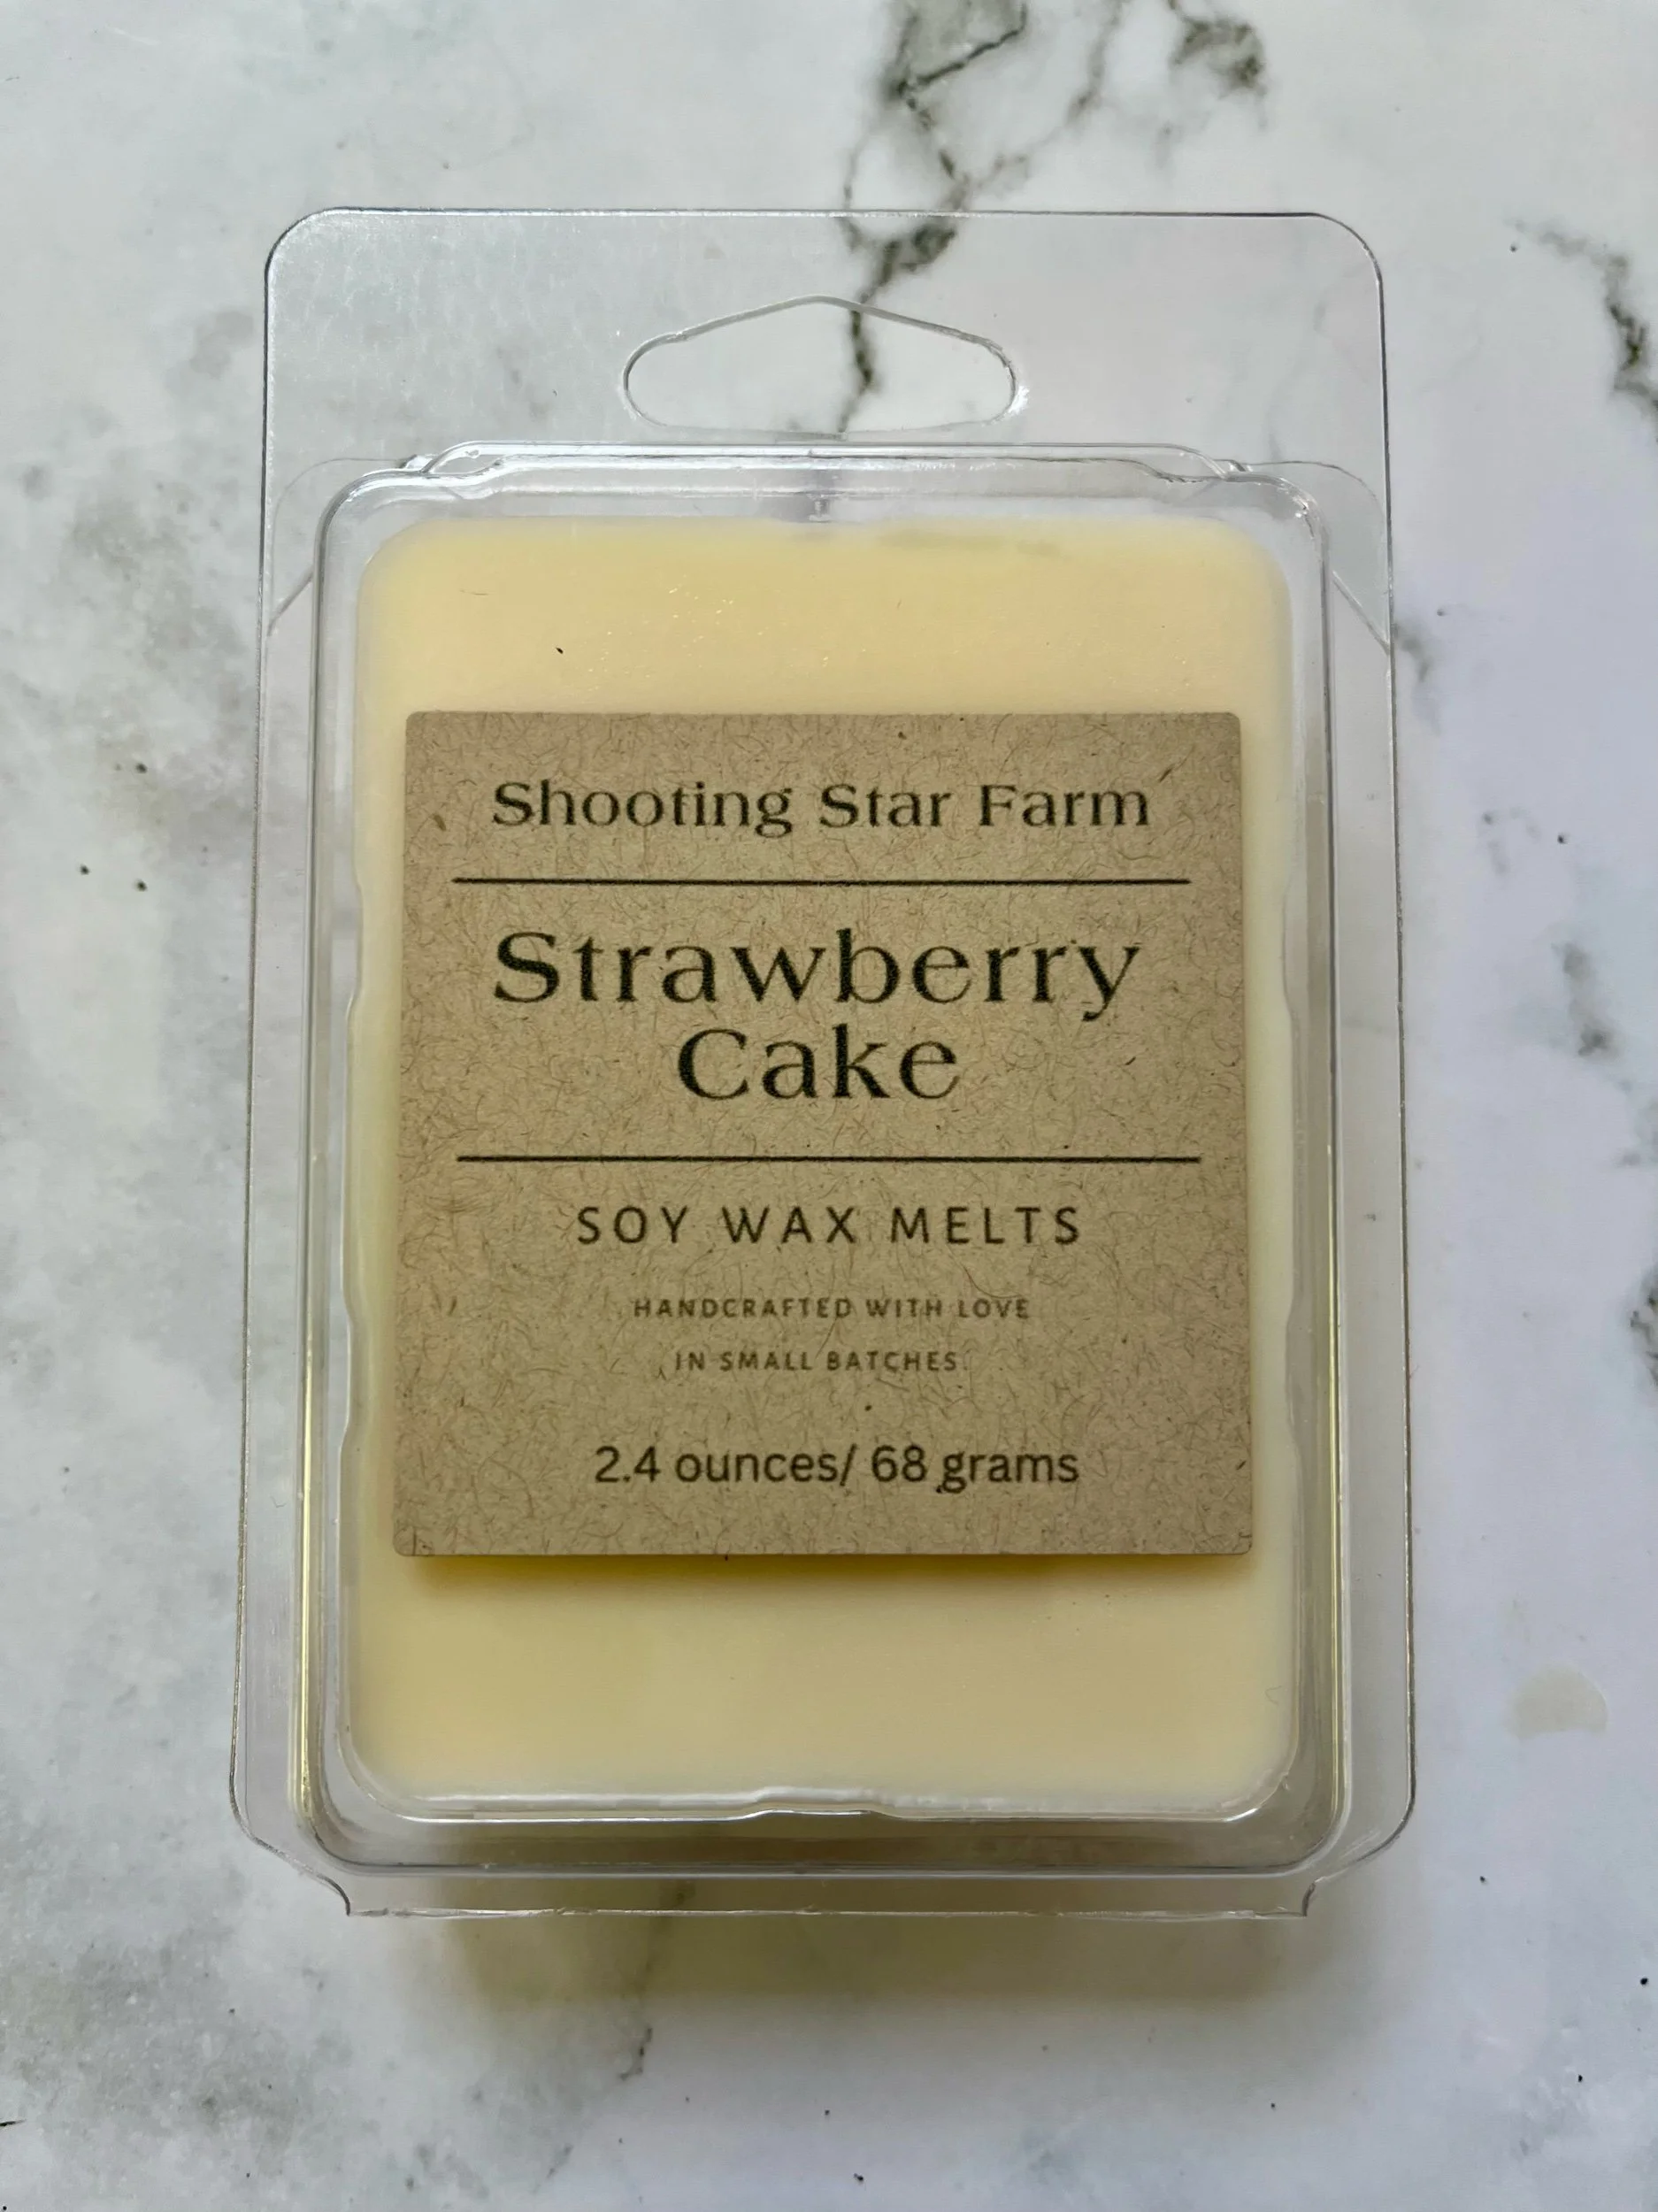 Shooting Star Farm
Strawberry
Cake
SOY WAX MELTS
HANDCRAFTED WITH LOVE
IN SMALL BATCHES
2.4 ounces/ 68 grams